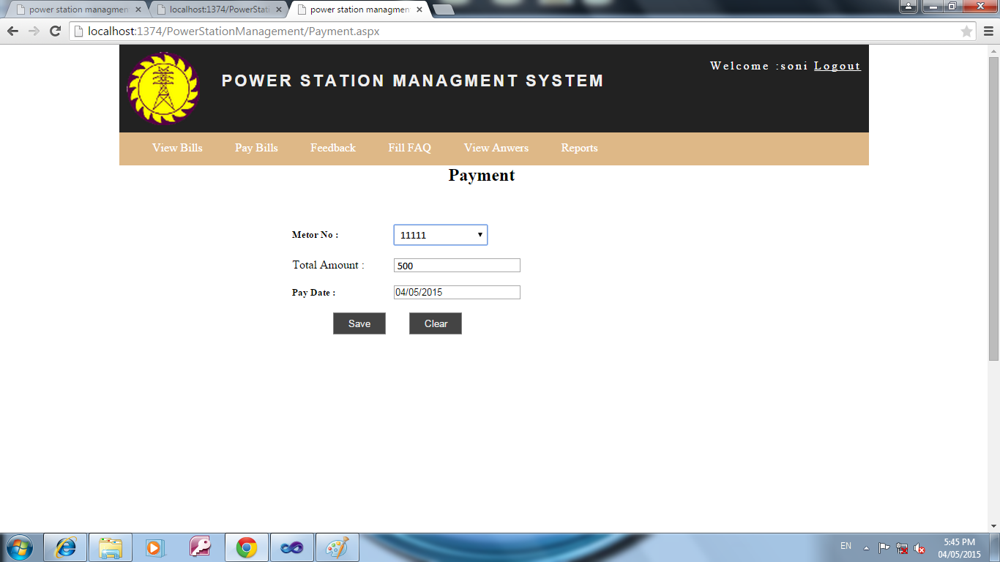 power station managmen
localhost:1374/PowerStati
power station managmen
localhost:1374/PowerStationManagement/Payment.aspx
Welcome :soni Logout
POWER STATION MANAGMENT SYSTEM
View Bills Pay Bills Feedback Fill FAQ View Anwers Reports
Payment
Metor No : 11111
Total Amount : 500
Pay Date : 04/05/2015
Save Clear
EN 5:45 PM
04/05/2015